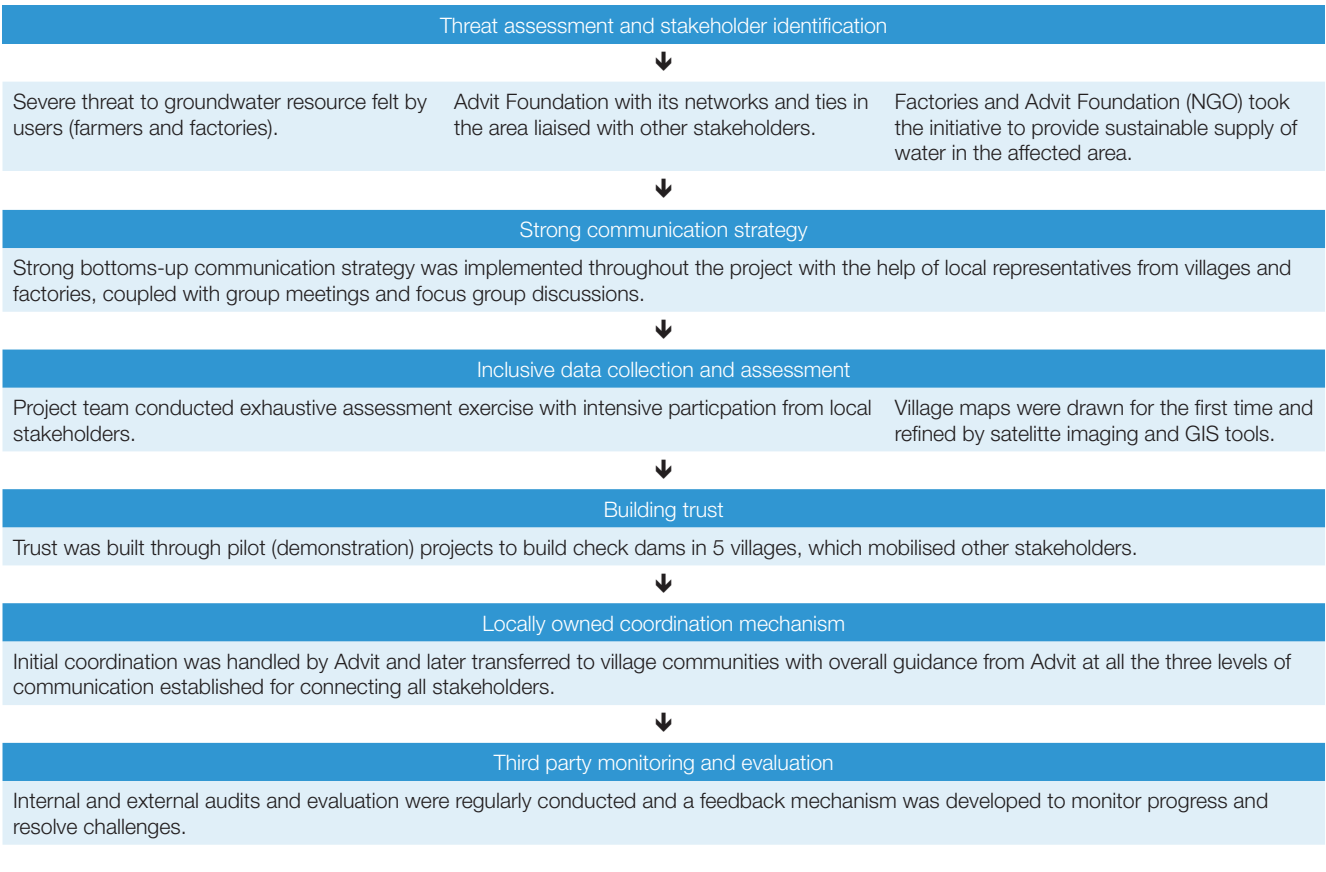 Threat assessment and stakeholder identification
Severe threat to groundwater resource felt by
users (farmers and factories).
Advit Foundation with its networks and ties in
the area liaised with other stakeholders.
Factories and Advit Foundation (NGO) took
the initiative to provide sustainable supply of
water in the affected area.
Strong communication strategy
Strong bottoms-up communication strategy was implemented throughout the project with the help of local representatives from villages and
factories, coupled with group meetings and focus group discussions.
Inclusive data collection and assessment
Project team conducted exhaustive assessment exercise with intensive particpation from local
stakeholders.
Village maps were drawn for the first time and
refined by satelitte imaging and GIS tools.
Building trust
Trust was built through pilot (demonstration) projects to build check dams in 5 villages, which mobilised other stakeholders.
Locally owned coordination mechanism
Initial coordination was handled by Advit and later transferred to village communities with overall guidance from Advit at all the three levels of
communication established for connecting all stakeholders.
Third party monitoring and evaluation
Internal and external audits and evaluation were regularly conducted and a feedback mechanism was developed to monitor progress and
resolve challenges.